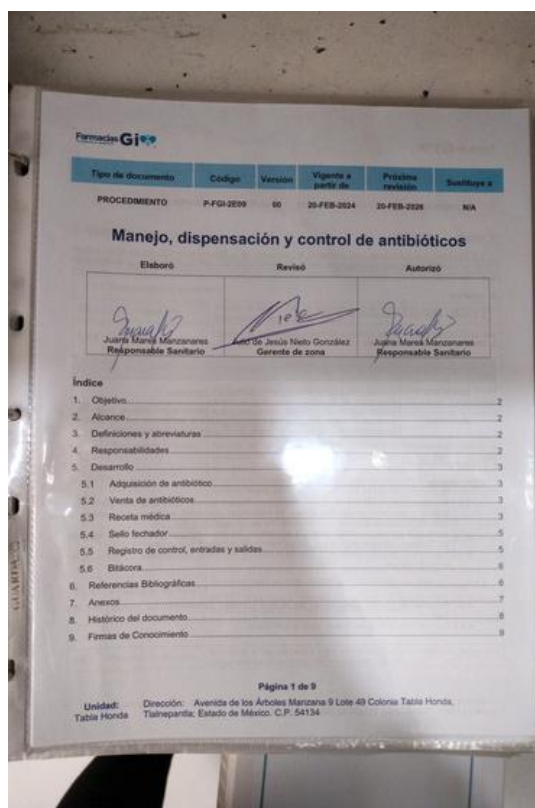 Farmacias Gi
Tipo de documento Código Versión Vigente a partir de Próxima revisión Sustituye a
PROCEDIMIENTO P-FGI-2E09 00 20-FEB-2024 20-FEB-2026 N/A
Manejo, dispensación y control de antibióticos
Elaboró Revisó Autorizó
Juana Marea Manzanares de Jesús Nieto González Juana Marea Manzanares
Responsable Sanitario Gerente de zona Responsable Sanitario
Índice
1. Objetivo 2
2. Alcance 2
3. Definiciones y abreviaturas 2
4. Responsabilidades 2
5. Desarrollo 3
5.1 Adquisición de antibiótico 3
5.2 Venta de antibióticos 3
5.3 Receta médica 3
5.4 Sello fechador 5
5.5 Registro de control, entradas y salidas 5
5.6 Bitácora 6
6. Referencias Bibliográficas 6
7. Anexos 7
8. Histórico del documento 8
9. Firmas de Conocimiento 9
Página 1 de 9
Unidad: Dirección: Avenida de los Árboles Manzana 9 Lote 49 Colonia Tabla Honda,
Tabla Honda Tlalnepantla; Estado de México. C.P. 54134